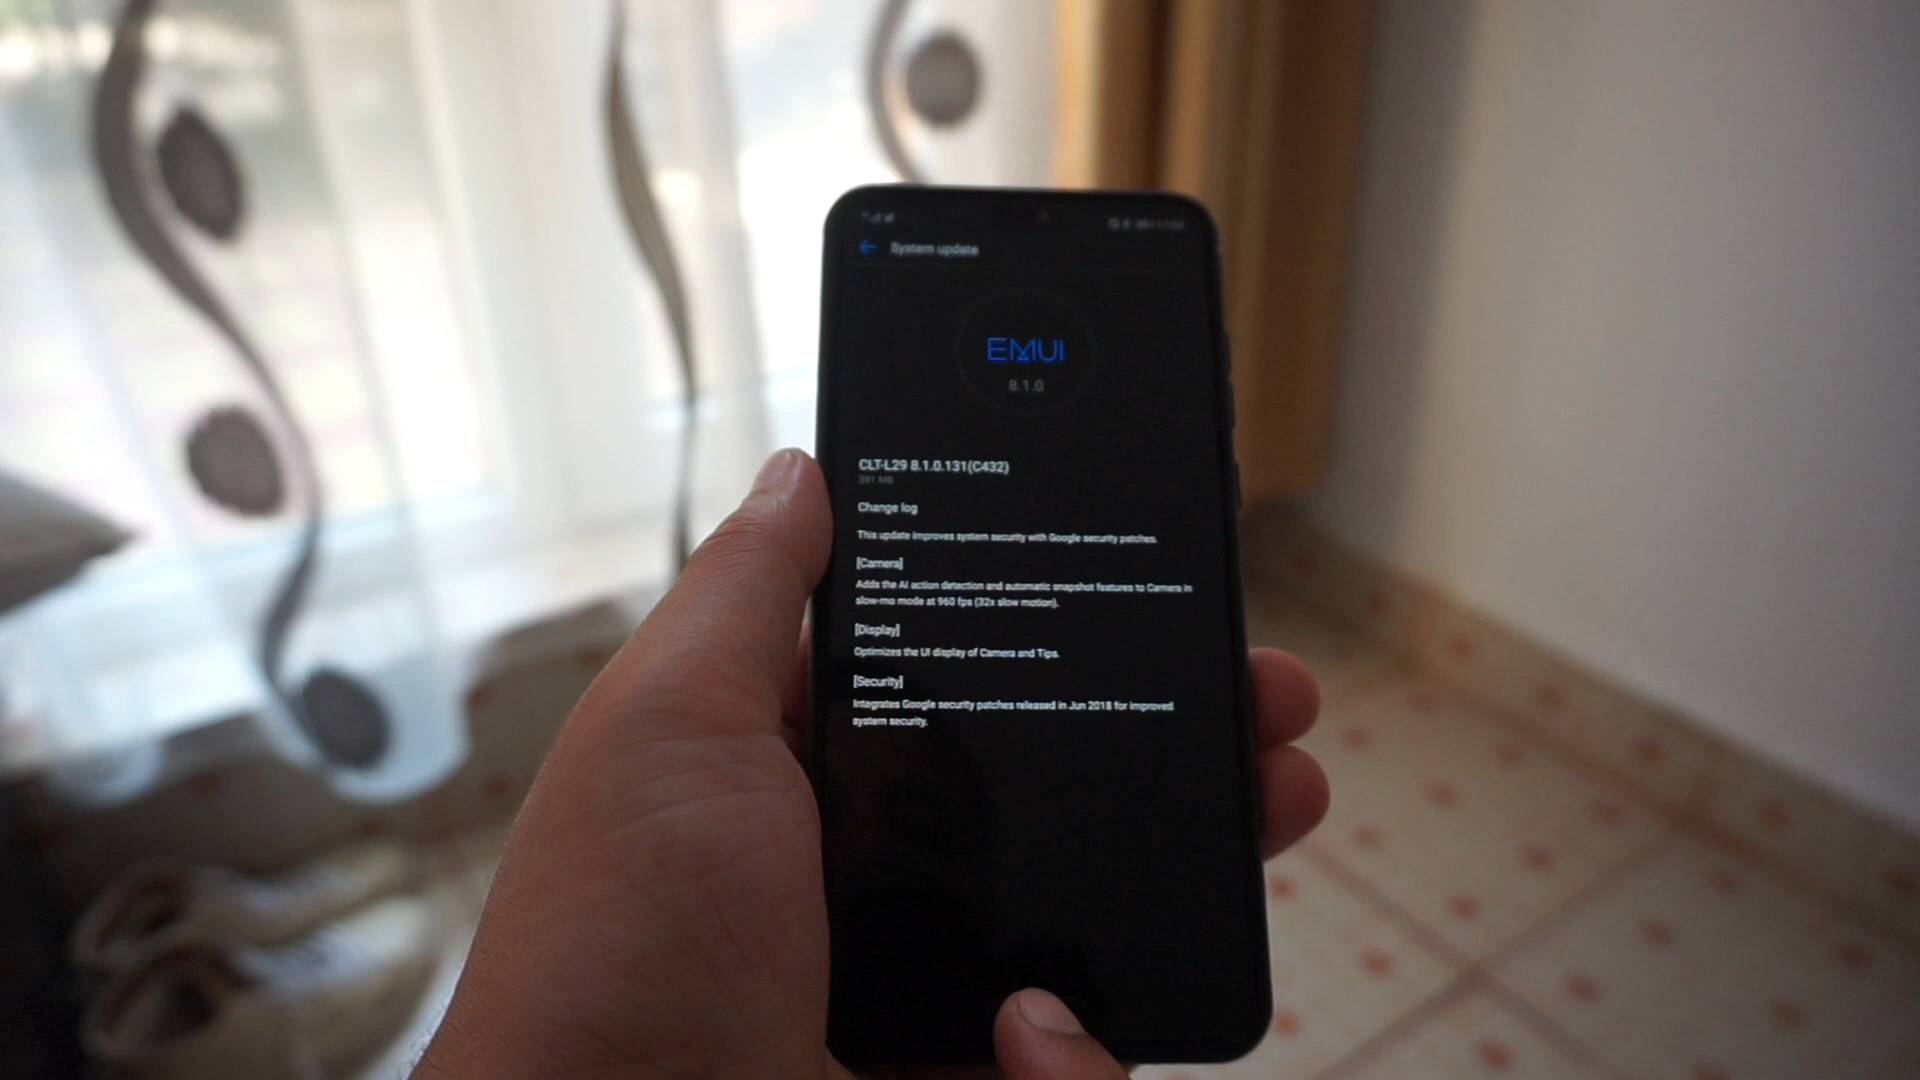 System update
EMUI
8.1.0
CLT-L29 8.1.0.131(C432)
391 MB
Change log
This update improves system security with Google security patches.
[Camera]
Adds the AI action detection and automatic snapshot features to Camera in
slow-mo mode at 960 fps (32x slow motion).
[Display]
Optimizes the UI display of Camera and Tips.
[Security]
Integrates Google security patches released in Jun 2018 for improved
system security.